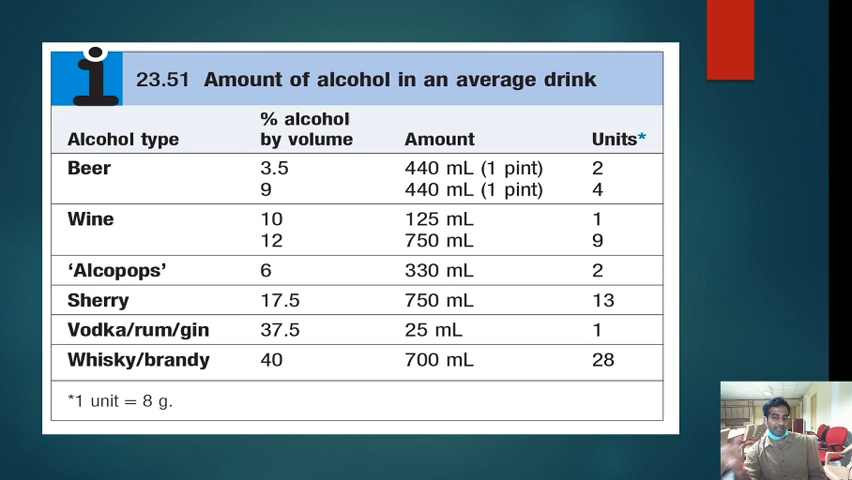 23.51 Amount of alcohol in an average drink
Alcohol type % alcohol by volume Amount Units*
Beer 3.5 440 mL (1 pint) 2
9 440 mL (1 pint) 4
Wine 10 125 mL 1
12 750 mL 9
‘Alcopops’ 6 330 mL 2
Sherry 17.5 750 mL 13
Vodka/rum/gin 37.5 25 mL 1
Whisky/brandy 40 700 mL 28
*1 unit = 8 g.